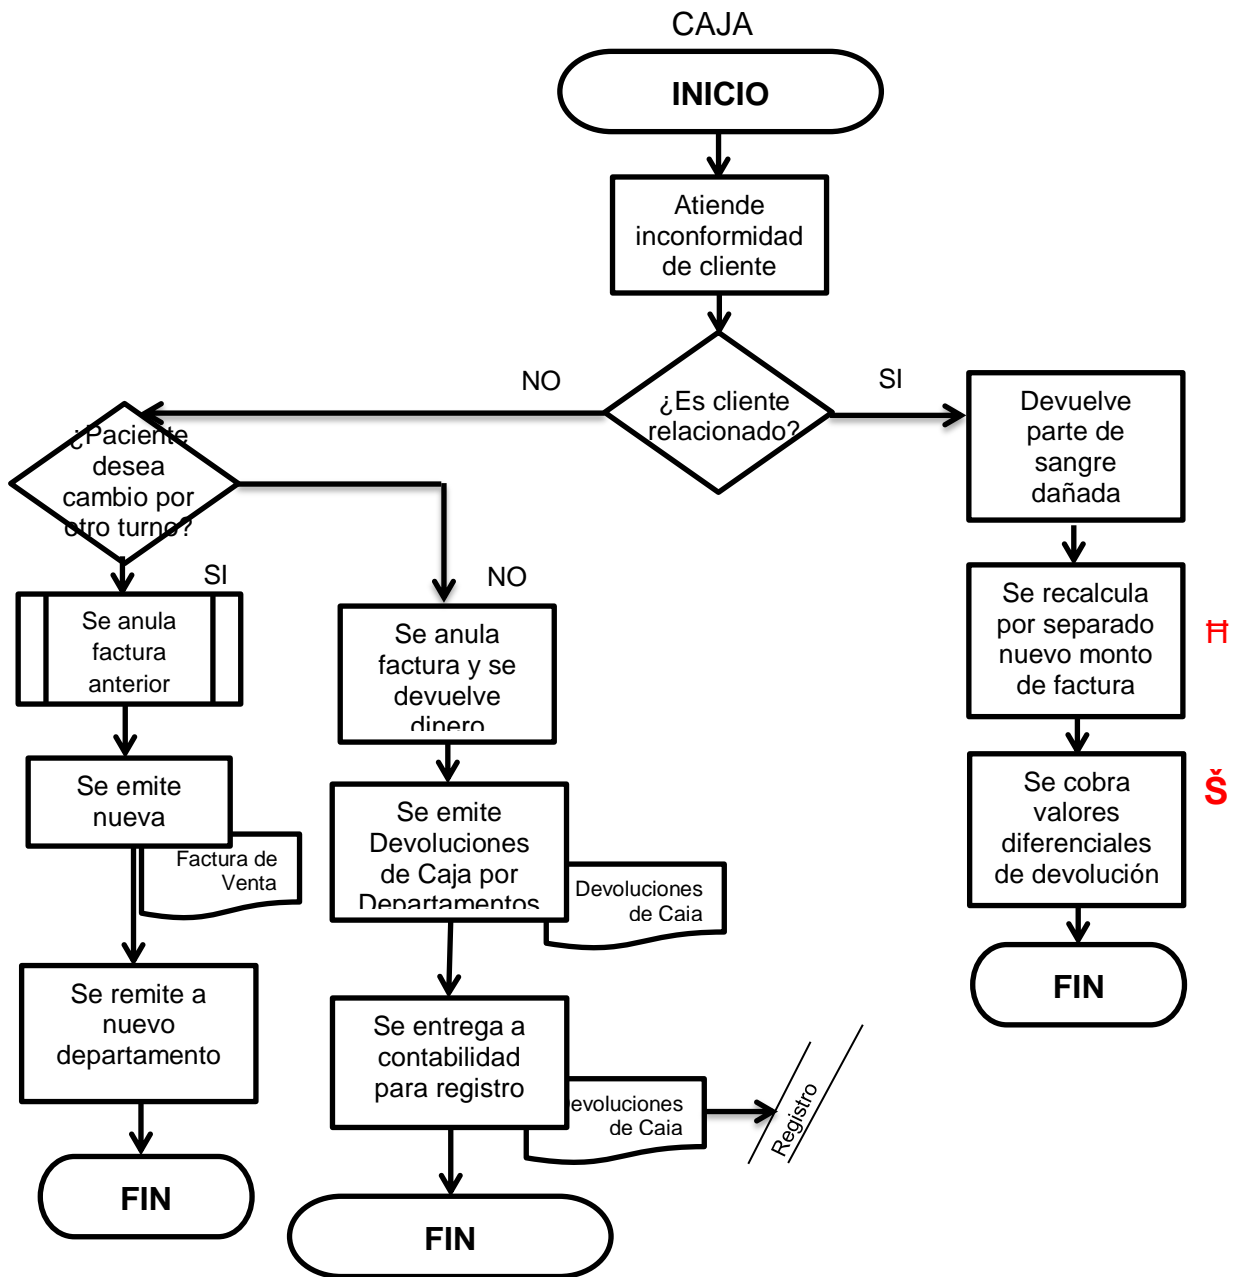 CAJA
INICIO
Atiende
inconformidad
de cliente
¿Es cliente
relacionado?
NO
SI
¿Paciente
desea
cambio por
otro turno?
SI
NO
Se anula
factura
anterior
Se emite
nueva
Factura de
Venta
Se remite a
nuevo
departamento
FIN
Se anula
factura y se
devuelve
dinero
Se emite
Devoluciones
de Caja por
Departamentos
Devoluciones
de Caja
Se entrega a
contabilidad
para registro
Devoluciones
de Caja
Registro
FIN
Devuelve
parte de
sangre
dañada
Se recalcula
por separado
nuevo monto
de factura
Ħ
Se cobra
valores
diferenciales
de devolución
Š
FIN